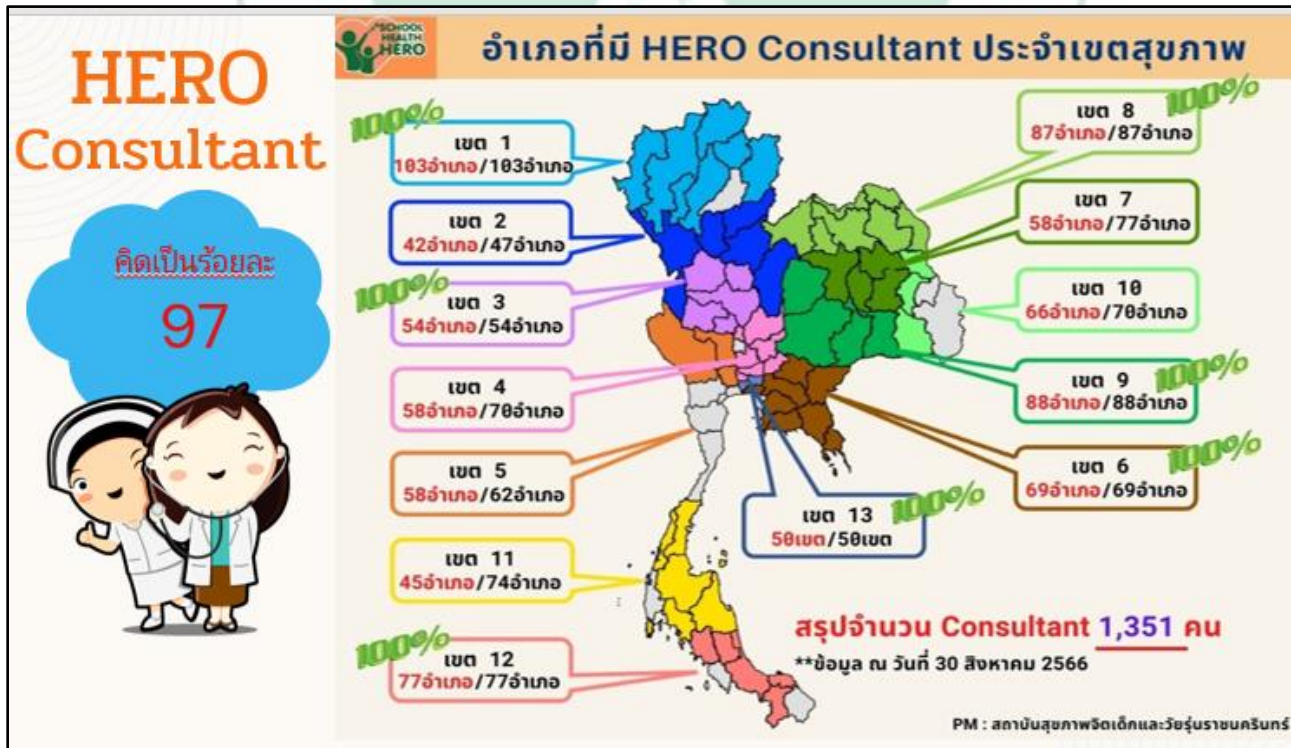 HERO
Consultant
คิดเป็นร้อยละ
97
SCHOOL
HEALTH
HERO
อำเภอที่มี HERO Consultant ประจำเขตสุขภาพ
100%
เขต 1
103อำเภอ/103อำเภอ
เขต 2
42อำเภอ/47อำเภอ
100%
เขต 3
54อำเภอ/54อำเภอ
เขต 4
58อำเภอ/70อำเภอ
เขต 5
58อำเภอ/62อำเภอ
เขต 11
45อำเภอ/74อำเภอ
100%
เขต 12
77อำเภอ/77อำเภอ
100%
เขต 8
87อำเภอ/87อำเภอ
เขต 7
58อำเภอ/77อำเภอ
เขต 10
66อำเภอ/70อำเภอ
100%
เขต 9
88อำเภอ/88อำเภอ
100%
เขต 6
69อำเภอ/69อำเภอ
100%
เขต 13
50เขต/50เขต
สรุปจำนวน Consultant 1,351 คน
**ข้อมูล ณ วันที่ 30 สิงหาคม 2566
PM : สถาบันสุขภาพจิตเด็กและวัยรุ่นราชนครินทร์